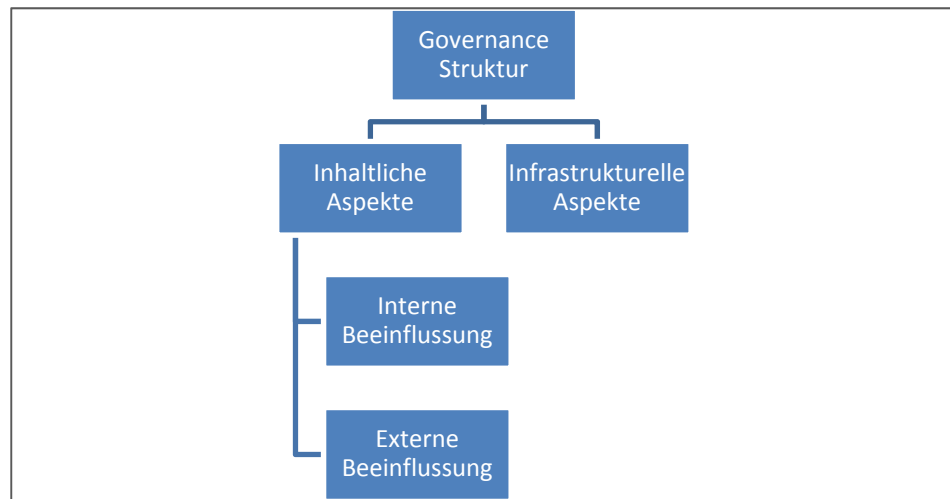 Governance
Struktur
Inhaltliche
Aspekte
Infrastrukturelle
Aspekte
Interne
Beeinflussung
Externe
Beeinflussung